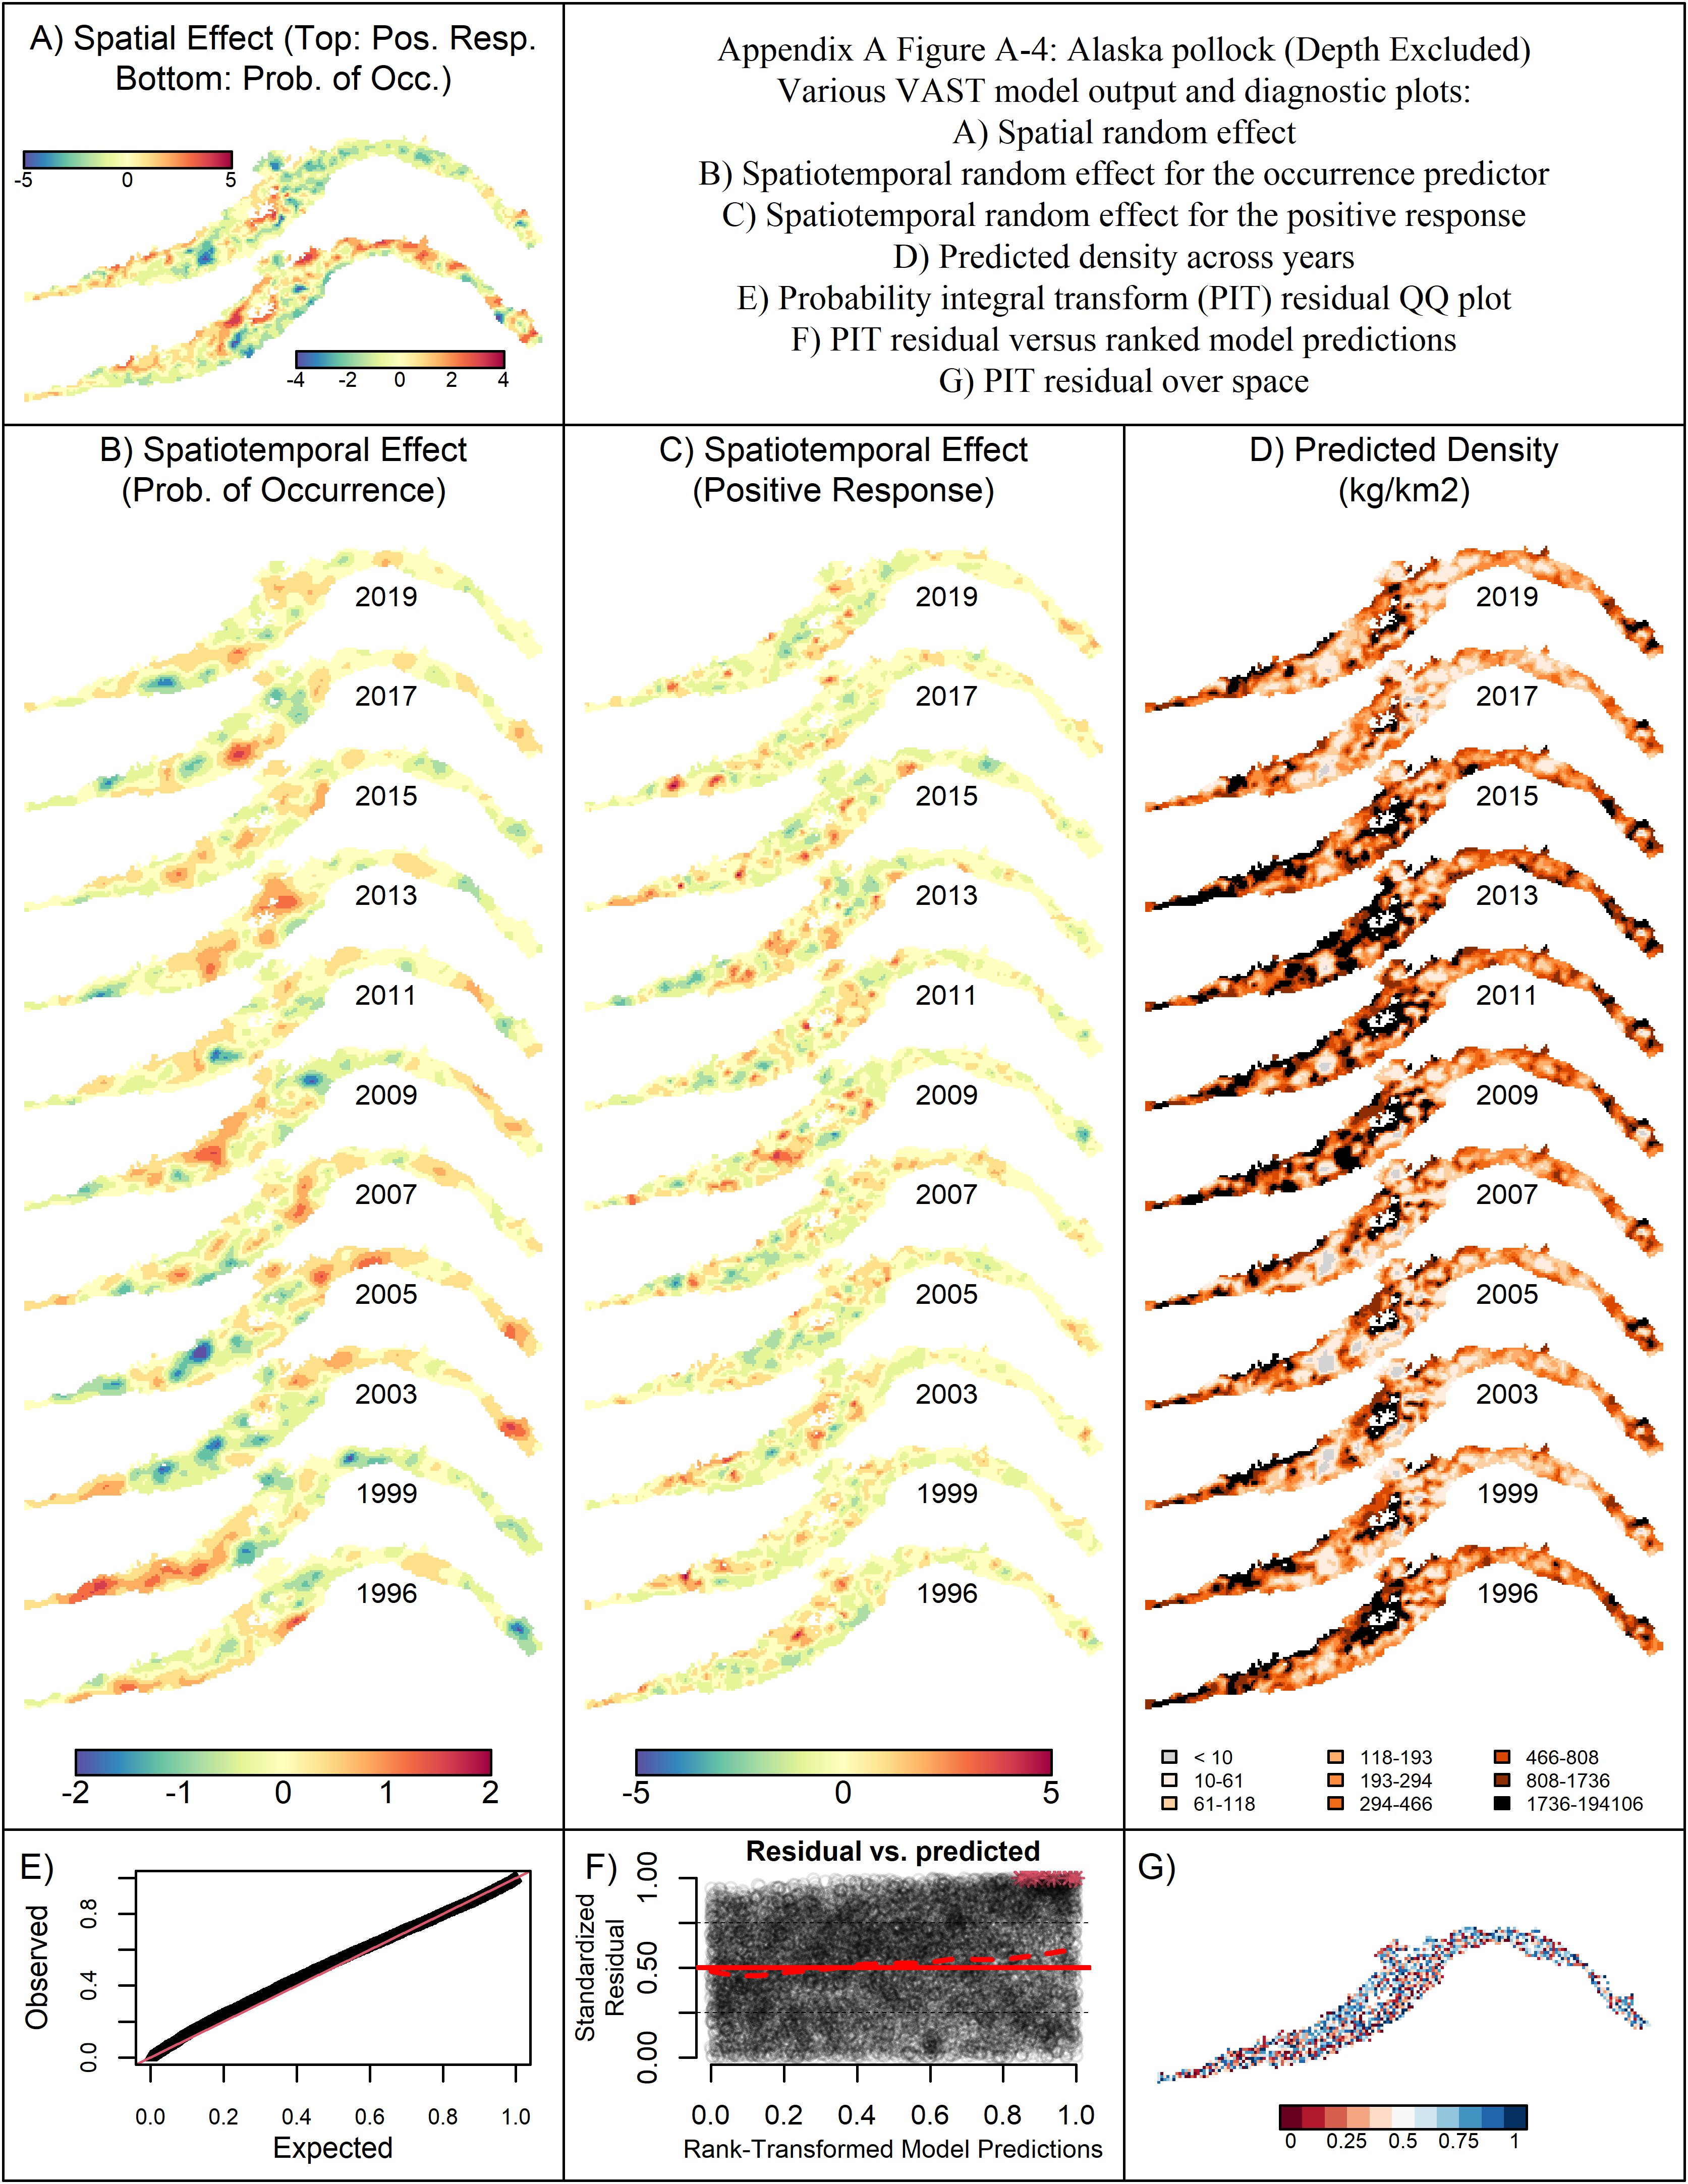 A) Spatial Effect (Top: Pos. Resp.
Bottom: Prob. of Occ.)
-5 0 5
-4 -2 0 2 4
Appendix A Figure A-4: Alaska pollock (Depth Excluded)
Various VAST model output and diagnostic plots:
A) Spatial random effect
B) Spatiotemporal random effect for the occurrence predictor
C) Spatiotemporal random effect for the positive response
D) Predicted density across years
E) Probability integral transform (PIT) residual QQ plot
F) PIT residual versus ranked model predictions
G) PIT residual over space
B) Spatiotemporal Effect
(Prob. of Occurrence)
2019
2017
2015
2013
2011
2009
2007
2005
2003
1999
1996
-2 -1 0 1 2
C) Spatiotemporal Effect
(Positive Response)
2019
2017
2015
2013
2011
2009
2007
2005
2003
1999
1996
-5 0 5
D) Predicted Density
(kg/km2)
2019
2017
2015
2013
2011
2009
2007
2005
2003
1999
1996
< 10
10-61
61-118
118-193
193-294
294-466
466-808
808-1736
1736-194106
E)
Observed
0.0 0.4 0.8
0.0 0.2 0.4 0.6 0.8 1.0
Expected
F)
Residual vs. predicted
Standardized
Residual
0.00 0.50 1.00
0.0 0.2 0.4 0.6 0.8 1.0
Rank-Transformed Model Predictions
G)
0 0.25 0.5 0.75 1